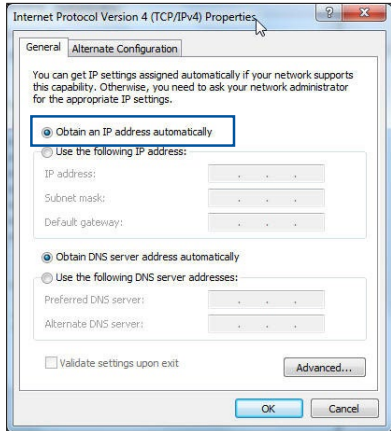 Internet Protocol Version 4 (TCP/IPv4) Properties
General
Alternate Configuration
You can get IP settings assigned automatically if your network supports
this capability. Otherwise, you need to ask your network administrator
for the appropriate IP settings.
Obtain an IP address automatically
Use the following IP address:
IP address:
Subnet mask:
Default gateway:
Obtain DNS server address automatically
Use the following DNS server addresses:
Preferred DNS server:
Alternate DNS server:
Validate settings upon exit
Advanced...
OK
Cancel